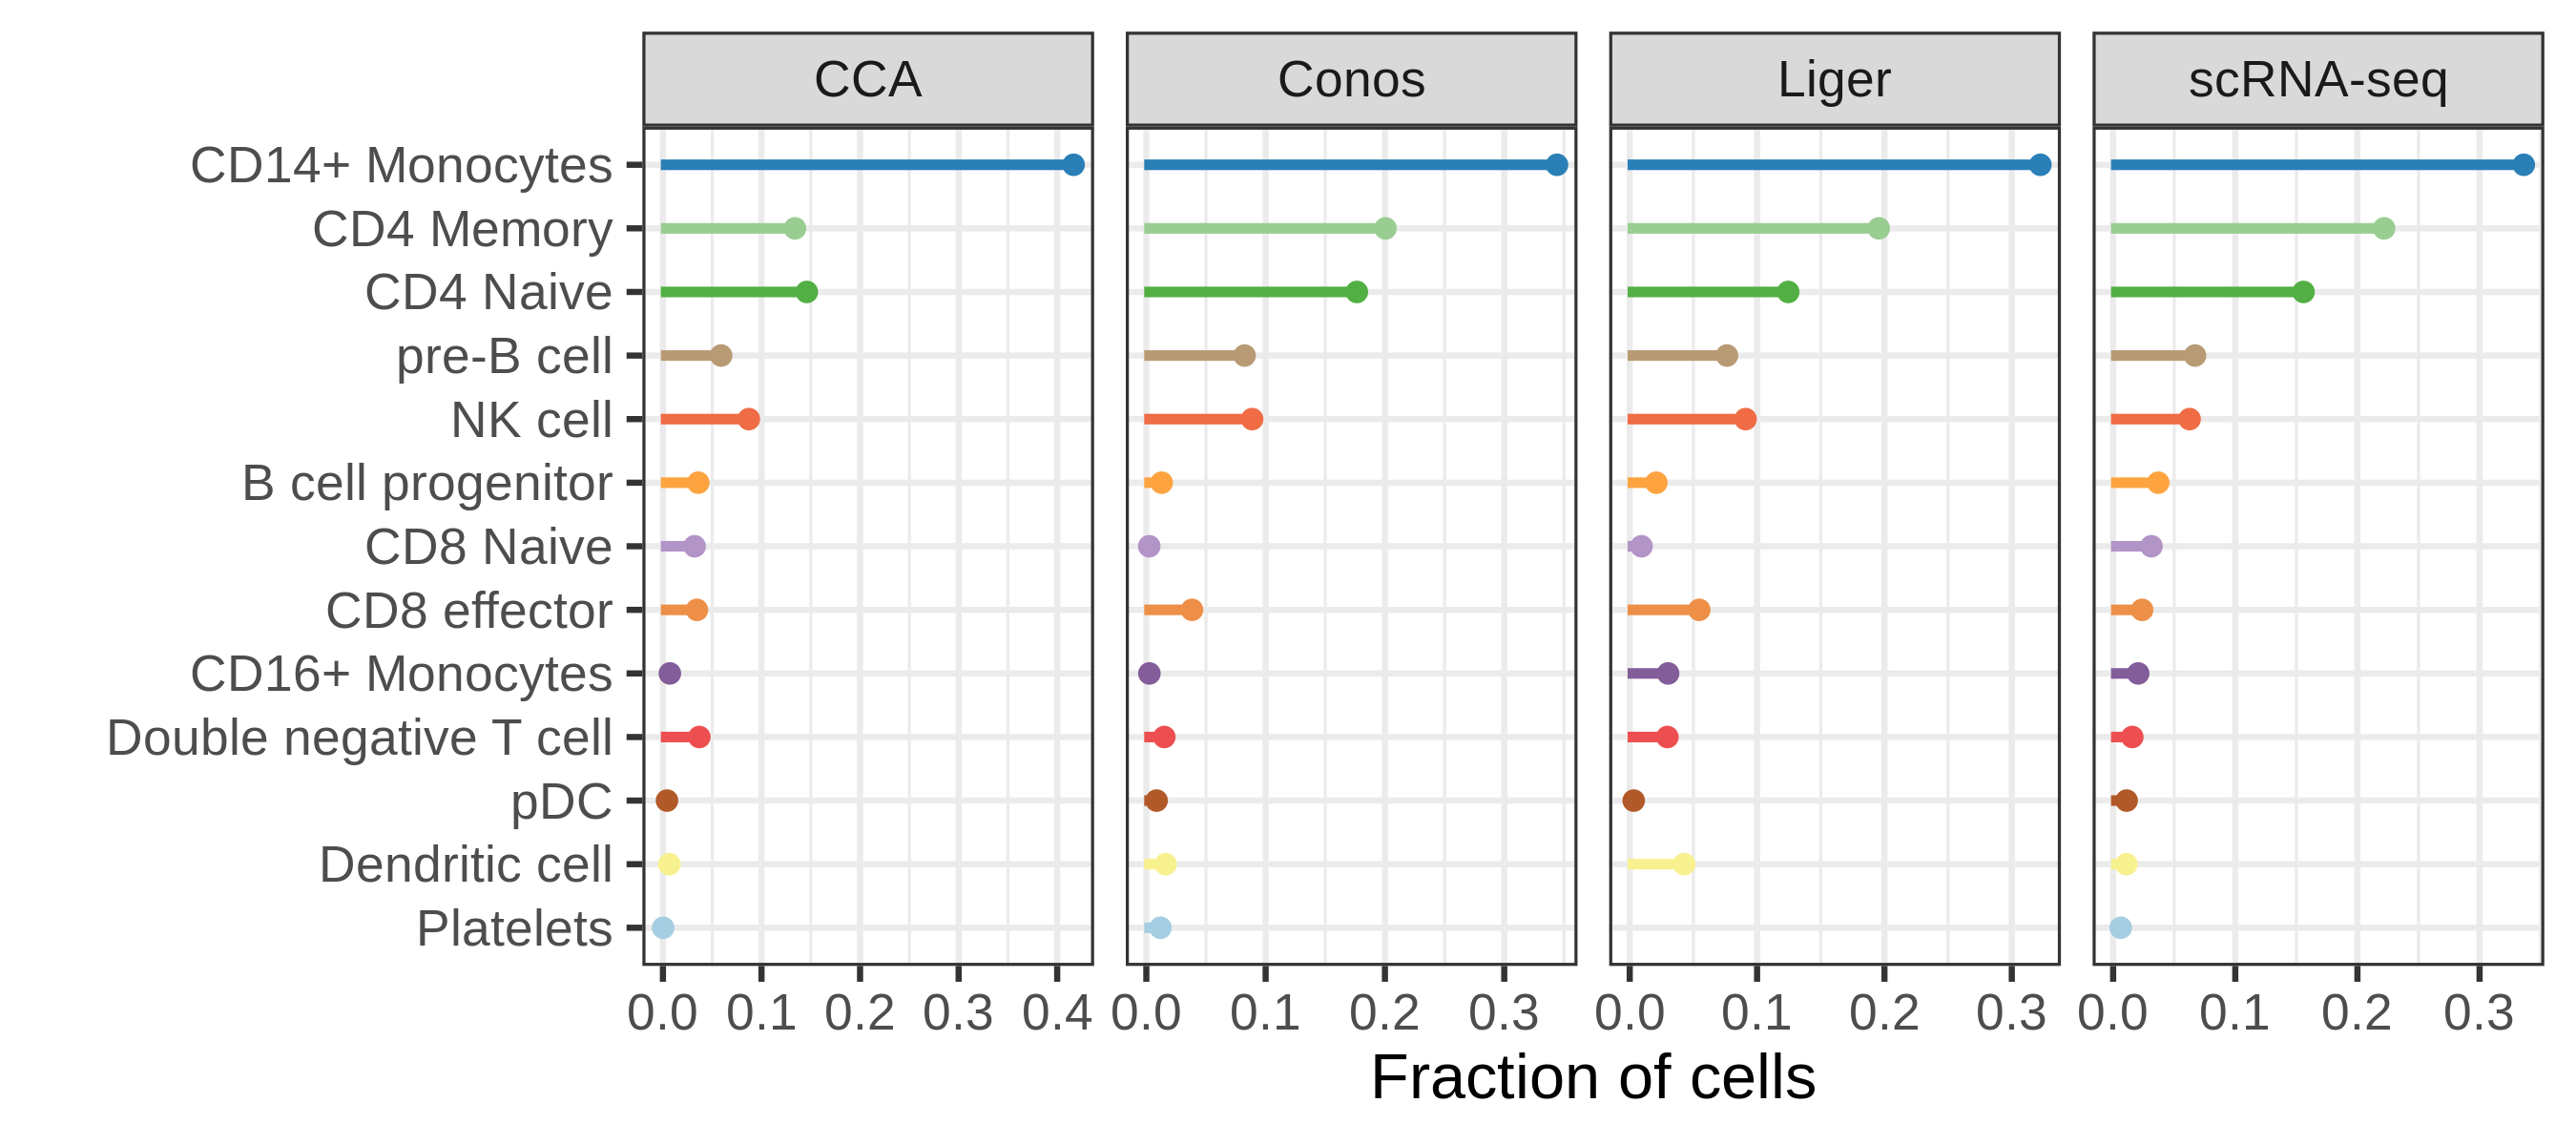 CCA Conos Liger scRNA-seq
CD14+ Monocytes
CD4 Memory
CD4 Naive
pre-B cell
NK cell
B cell progenitor
CD8 Naive
CD8 effector
CD16+ Monocytes
Double negative T cell
pDC
Dendritic cell
Platelets
0.0 0.1 0.2 0.3 0.4 0.0 0.1 0.2 0.3 0.0 0.1 0.2 0.3 0.0 0.1 0.2 0.3
Fraction of cells